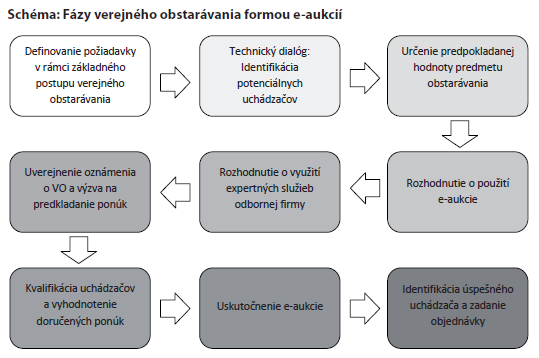 Schéma: Fázy verejného obstarávania formou e-aukcií
Definovanie požiadavky
v rámci základného
postupu verejného
obstarávania
Technický dialóg:
Identifikácia
potenciálnych
uchádzačov
Určenie predpokladanej
hodnoty predmetu
obstarávania
Rozhodnutie o použití
e-aukcie
Rozhodnutie o využití
expertných služieb
odbornej firmy
Uverejnenie oznámenia
o VO a výzva na
predkladanie ponúk
Kvalifikácia uchádzačov
a vyhodnotenie
doručených ponúk
Uskutočnenie e-aukcie
Identifikácia úspešného
uchádzača a zadanie
objednávky